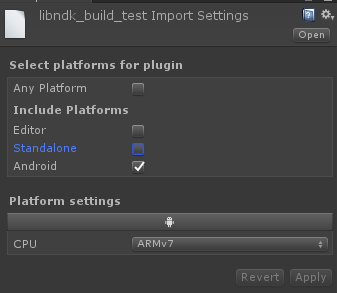 libndk_build_test Import Settings
Open
Select platforms for plugin
Any Platform
Include Platforms
Editor
Standalone
Android
Platform settings
CPU ARMv7
Revert Apply